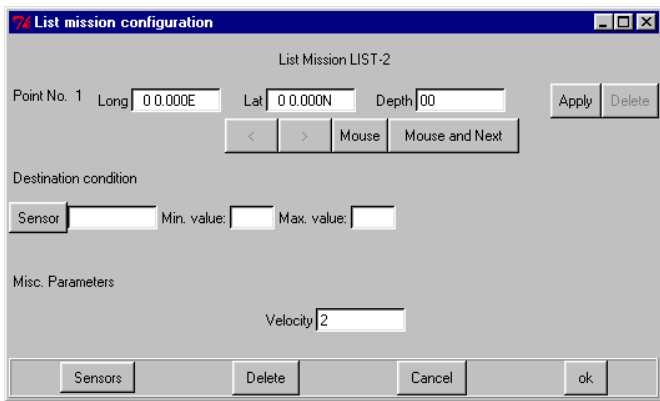 7k List mission configuration
List Mission LIST-2
Point No. 1 Long 0 0.000E Lat 0 0.000N Depth 00 Apply Delete
< > Mouse Mouse and Next
Destination condition
Sensor Min. value: Max. value:
Misc. Parameters
Velocity 2
Sensors Delete Cancel ok